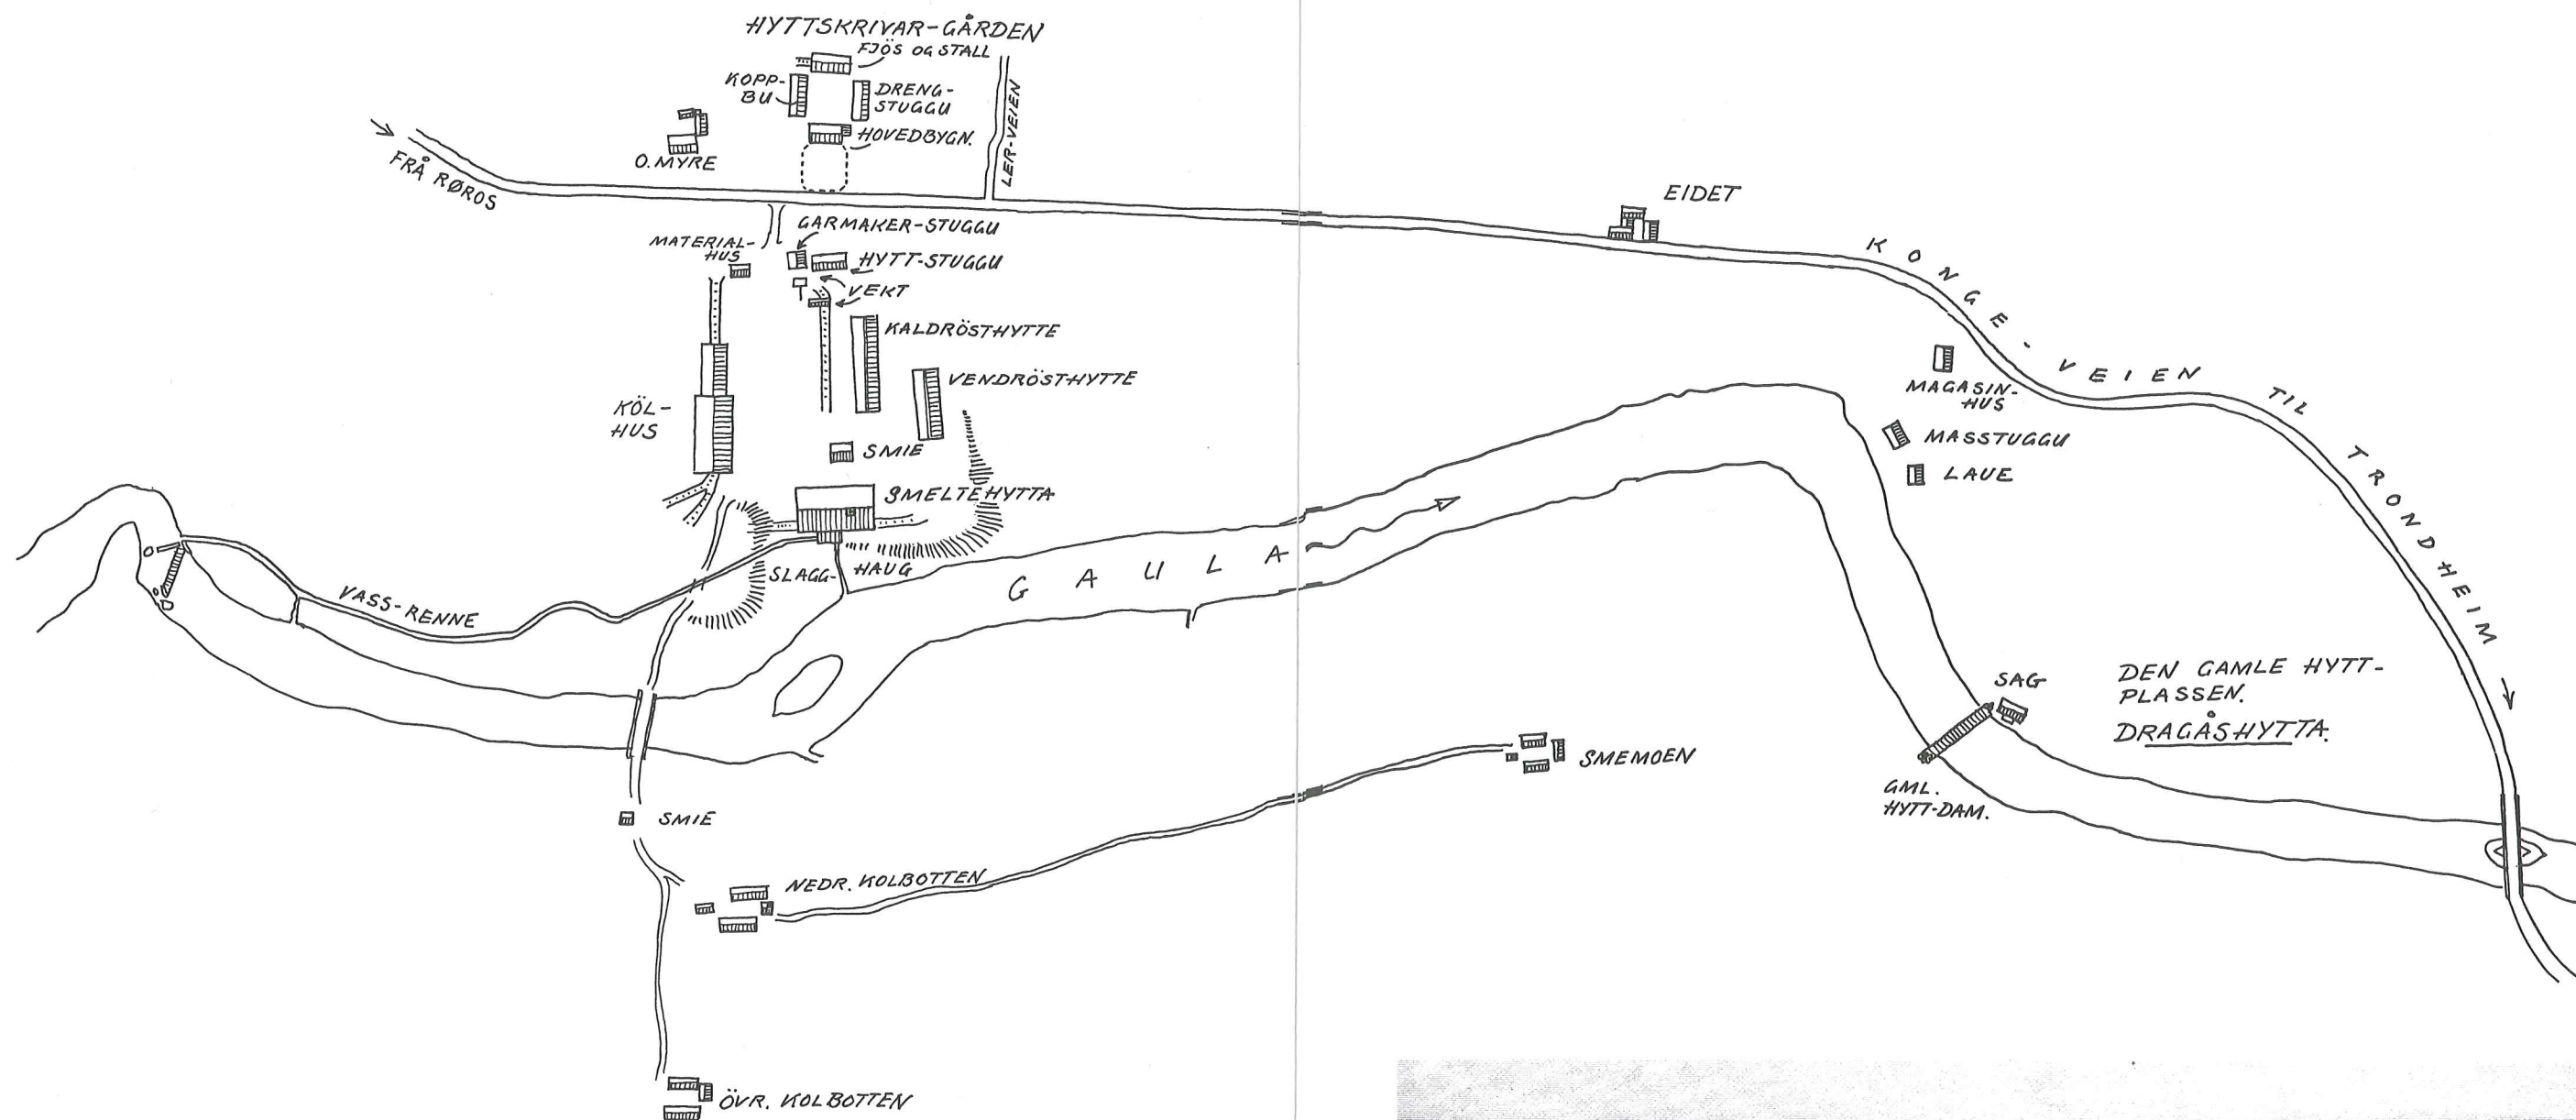 HYTTSKRIVAR-GÅRDEN
FJÖS OG STALL
KOPP-
BU
DRENG-
STUGGU
HOVEDBYGN.
LER-VEIEN
O. MYRE
FRÅ RØROS
EIDET
GARMAKER-STUGGU
MATERIAL-
HUS
HYTT-STUGGU
VEKT
KALDRÖSTHYTTE
VENDRÖSTHYTTE
KÖL-
HUS
SMIE
SMELTEHYTTA
SLAGG-HAUG
VASS-RENNE
GAULA
KONGE-VEIEN TIL TRONDHEIM
MAGASIN-
HUS
MASSTUGGU
LAUE
SAG
DEN GAMLE HYTT-
PLASSEN.
DRAGÅSHYTTA.
GML.
HYTT-DAM.
SMEMOEN
SMIE
NEDR. KOLBOTTEN
ÖVR. KOLBOTTEN